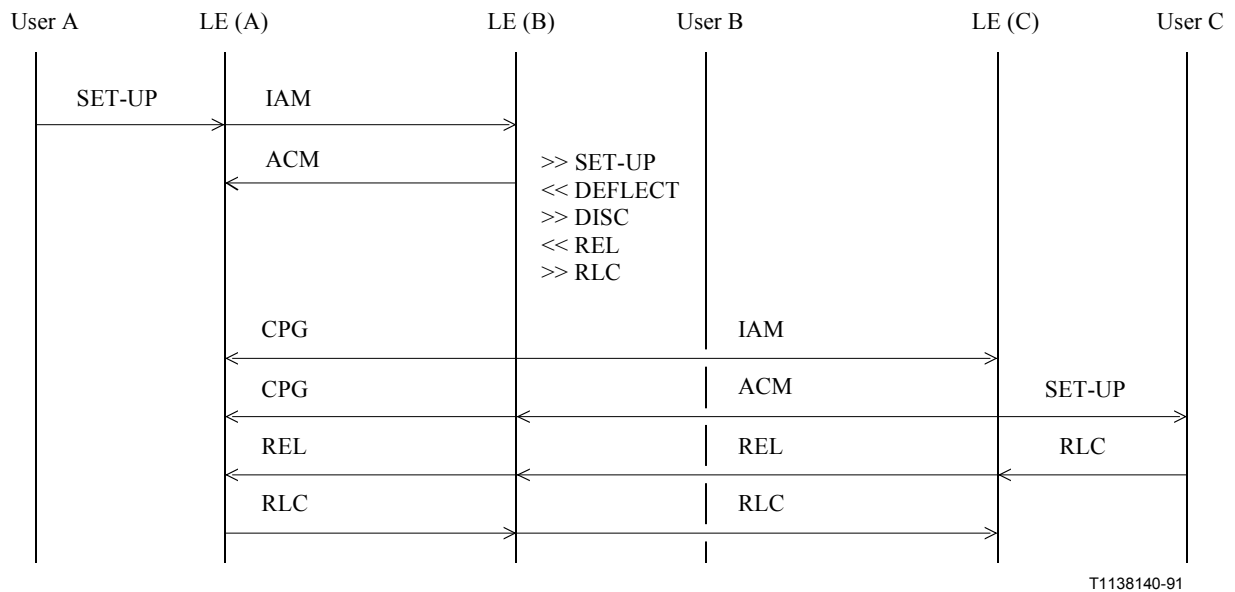 User A LE (A) LE (B) User B LE (C) User C
SET-UP IAM
ACM
>> SET-UP
<< DEFLECT
>> DISC
<< REL
>> RLC
CPG IAM
CPG ACM SET-UP
REL REL RLC
RLC RLC
T1138140-91